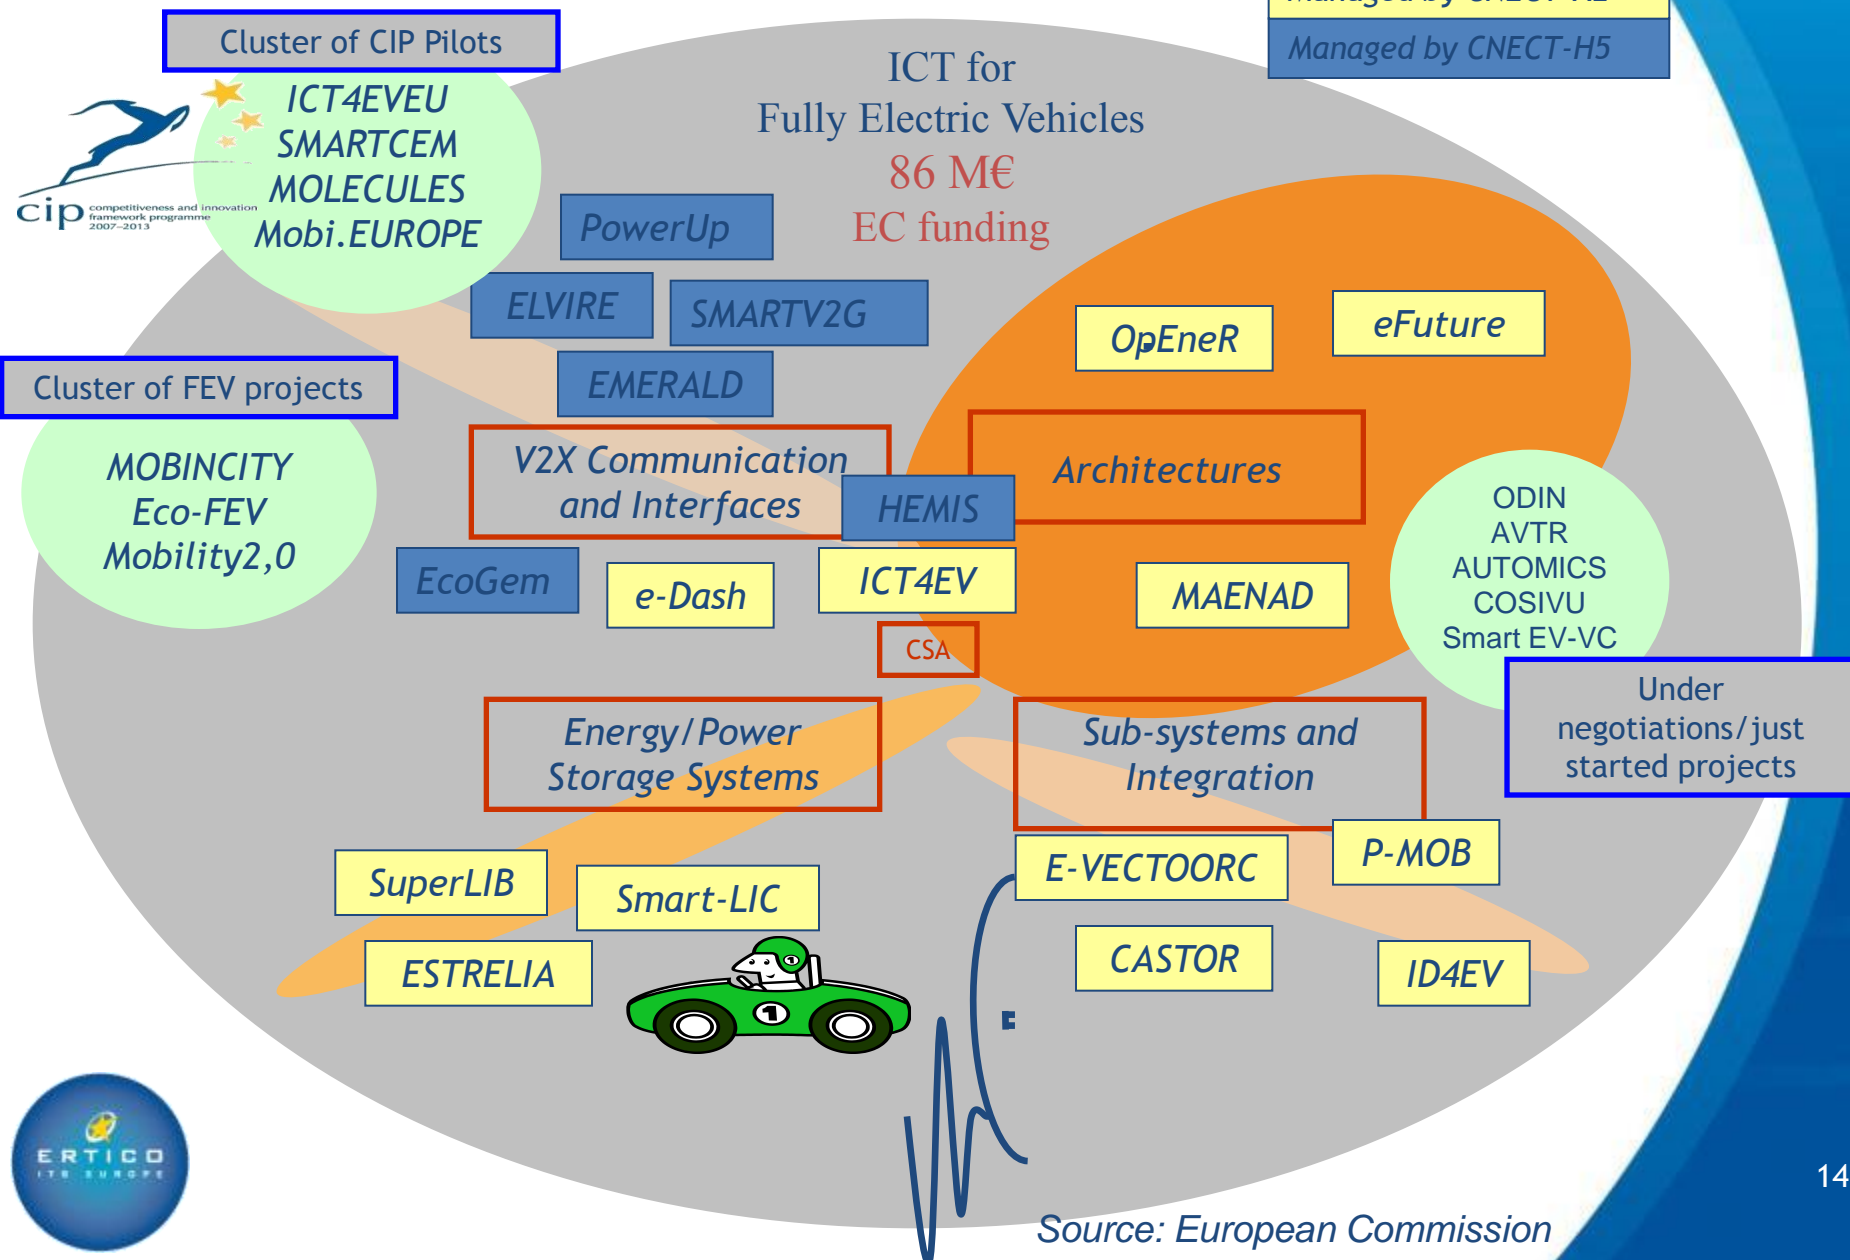 Cluster of CIP Pilots
Managed by CNECT-H5
ICT for
Fully Electric Vehicles
86 M€
EC funding
ICT4EVEU
SMARTCEM
MOLECULES
Mobi.EUROPE
cip competitiveness and innovation
framework programme
2007–2013
PowerUp
ELVIRE
SMARTV2G
EMERALD
OpEneR
eFuture
Cluster of FEV projects
MOBINCITY
Eco-FEV
Mobility2,0
V2X Communication
and Interfaces
HEMIS
Architectures
ODIN
AVTR
AUTOMICS
COSIVU
Smart EV-VC
EcoGem
e-Dash
ICT4EV
MAENAD
CSA
Under
negotiations/just
started projects
Energy/Power
Storage Systems
Sub-systems and
Integration
SuperLIB
Smart-LIC
E-VECTOORC
P-MOB
ESTRELIA
CASTOR
ID4EV
1
1
ERTICO
ITS EUROPE
14
Source: European Commission